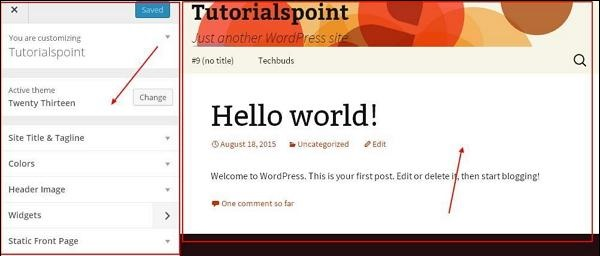 Saved
You are customizing
Tutorialspoint
Active theme
Twenty Thirteen
Change
Site Title & Tagline
Colors
Header Image
Widgets
Static Front Page
Tutorialspoint
Just another WordPress site
#9 (no title) Techbuds
Hello world!
August 18, 2015 Uncategorized Edit
Welcome to WordPress. This is your first post. Edit or delete it, then start blogging!
One comment so far